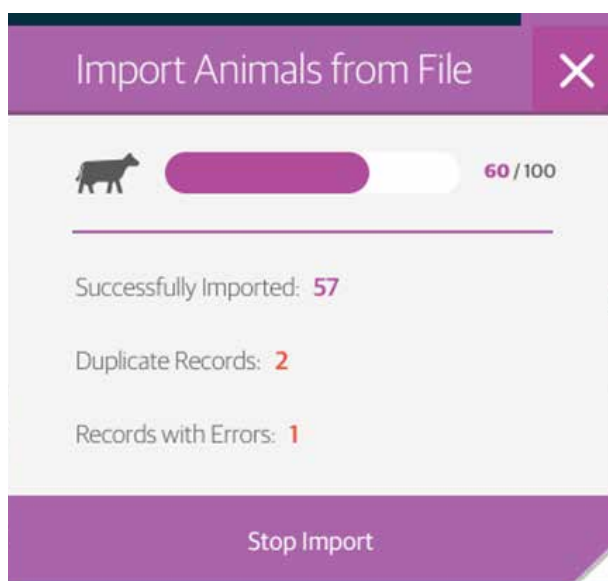 Import Animals from File
60/100
Successfully Imported: 57
Duplicate Records: 2
Records with Errors: 1
Stop Import